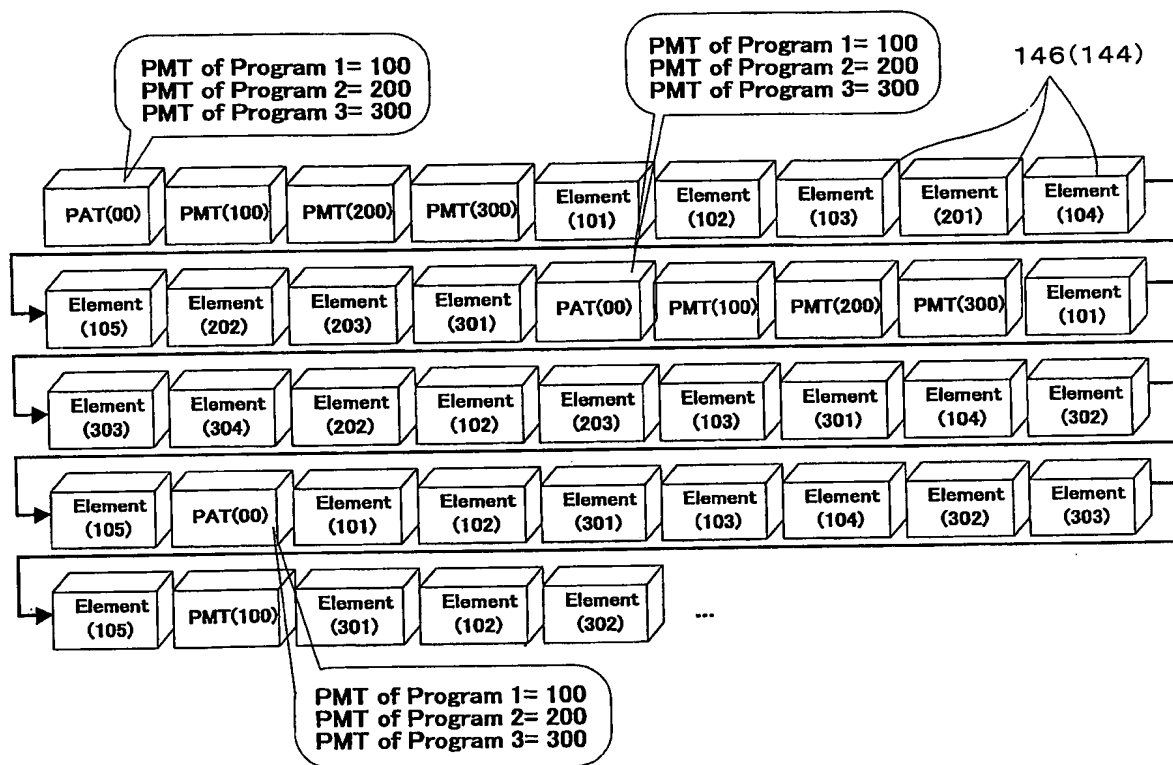 PMT of Program 1= 100
PMT of Program 2= 200
PMT of Program 3= 300
PMT of Program 1= 100
PMT of Program 2= 200
PMT of Program 3= 300
146(144)
PAT(00)
PMT(100)
PMT(200)
PMT(300)
Element
(101)
Element
(102)
Element
(103)
Element
(201)
Element
(104)
Element
(105)
Element
(202)
Element
(203)
Element
(301)
PAT(00)
PMT(100)
PMT(200)
PMT(300)
Element
(101)
Element
(303)
Element
(304)
Element
(202)
Element
(102)
Element
(203)
Element
(103)
Element
(301)
Element
(104)
Element
(302)
Element
(105)
PAT(00)
Element
(101)
Element
(102)
Element
(301)
Element
(103)
Element
(104)
Element
(302)
Element
(303)
Element
(105)
PMT(100)
Element
(301)
Element
(102)
Element
(302)
...
PMT of Program 1= 100
PMT of Program 2= 200
PMT of Program 3= 300